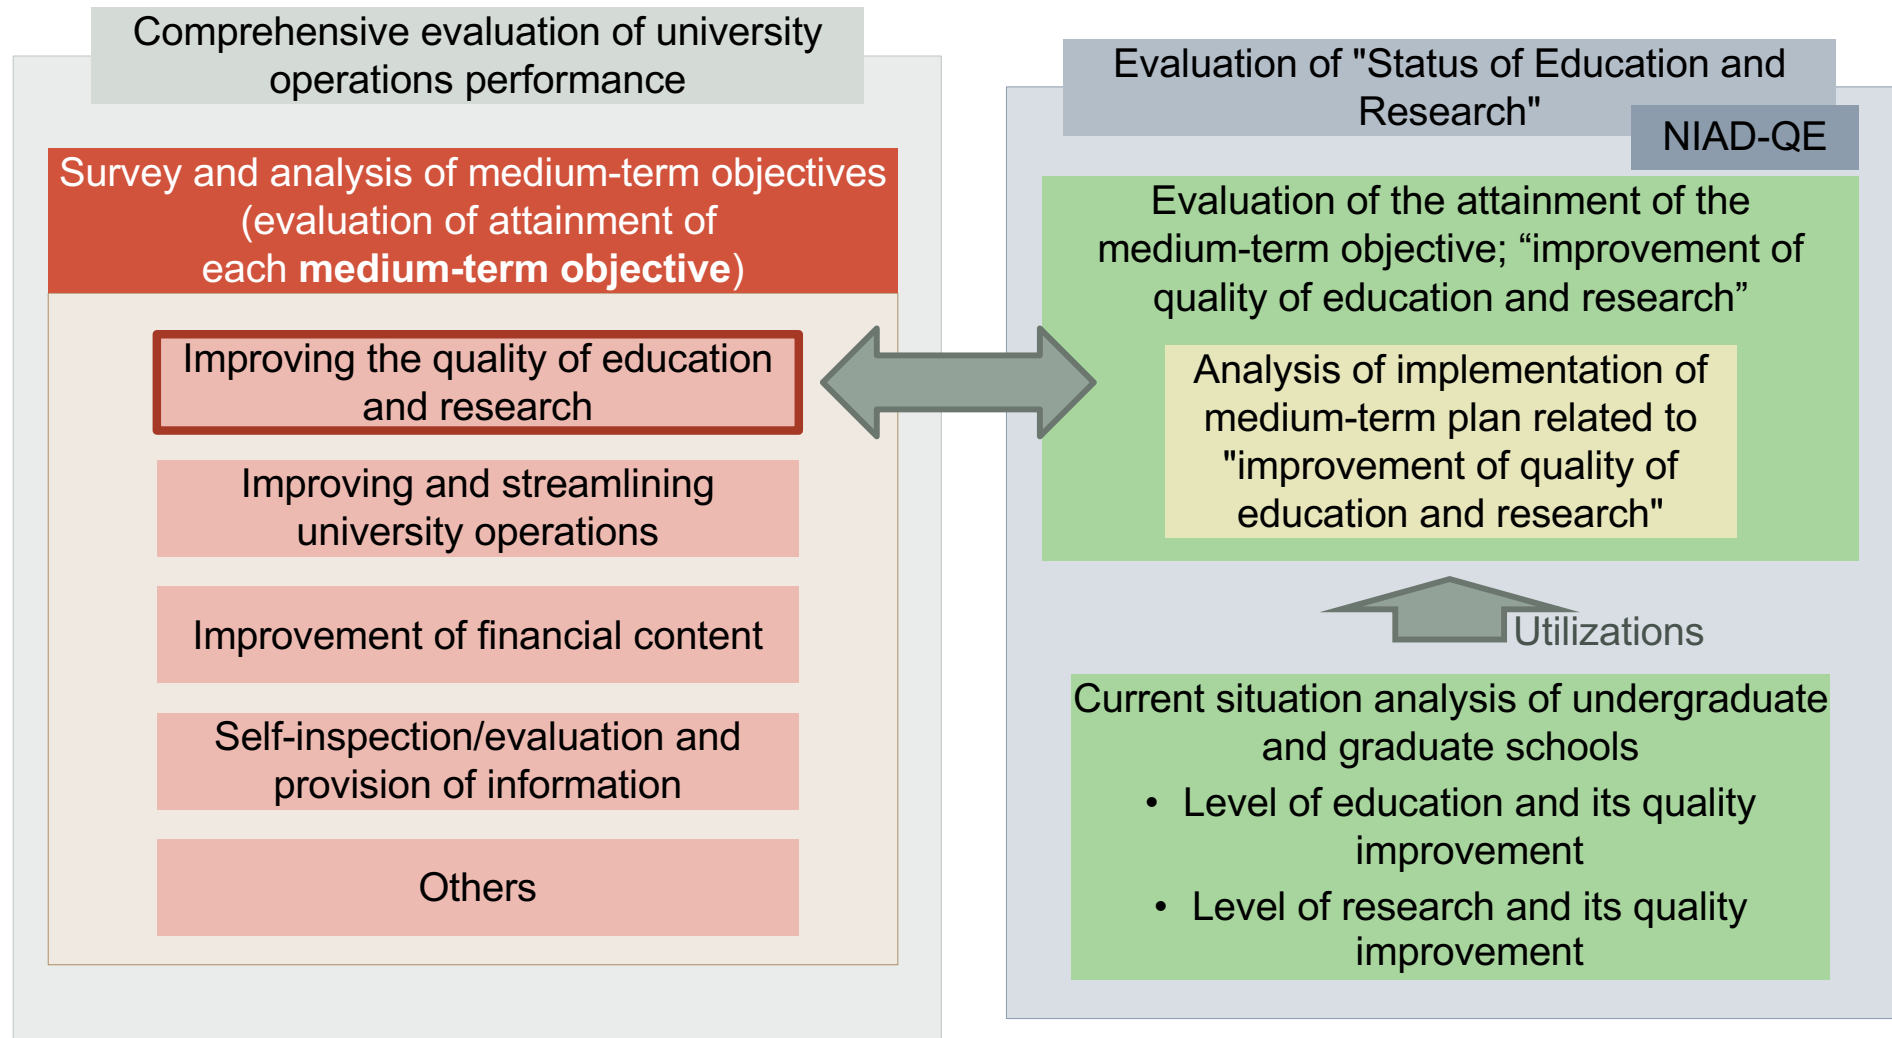 Comprehensive evaluation of university
operations performance
Survey and analysis of medium-term objectives
(evaluation of attainment of
each medium-term objective)
Improving the quality of education
and research
Improving and streamlining
university operations
Improvement of financial content
Self-inspection/evaluation and
provision of information
Others
Evaluation of "Status of Education and
Research"
NIAD-QE
Evaluation of the attainment of the
medium-term objective; “improvement of
quality of education and research”
Analysis of implementation of
medium-term plan related to
"improvement of quality of
education and research"
Utilizations
Current situation analysis of undergraduate
and graduate schools
• Level of education and its quality
improvement
• Level of research and its quality
improvement